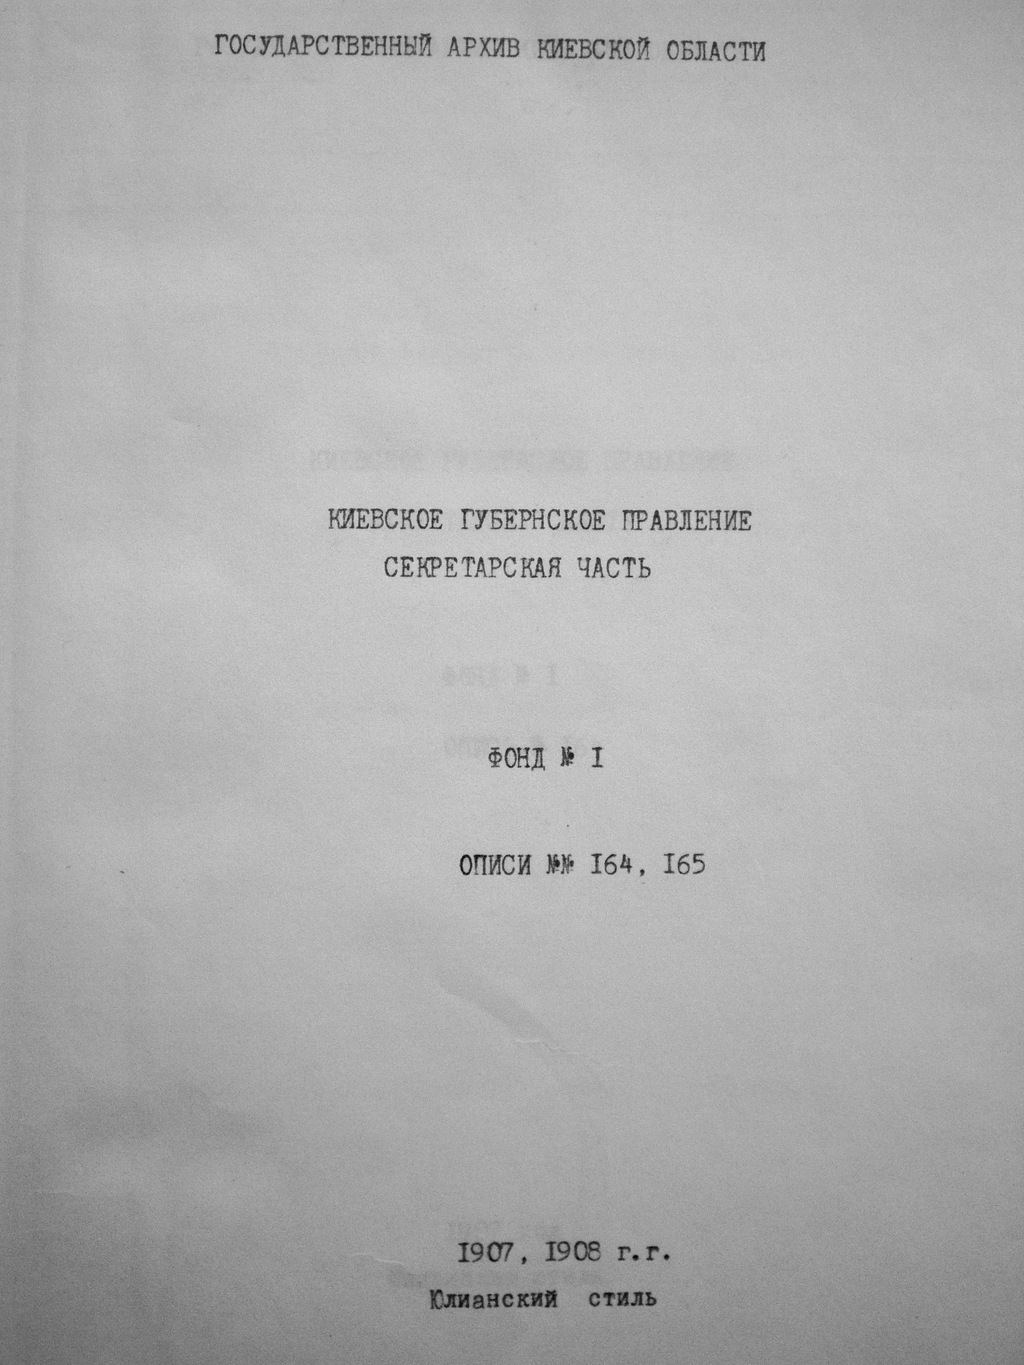 ГОСУДАРСТВЕННЫЙ АРХИВ КИЕВСКОЙ ОБЛАСТИ
КИЕВСКОЕ ГУБЕРНСКОЕ ПРАВЛЕНИЕ
СЕКРЕТАРСКАЯ ЧАСТЬ
ФОНД № I
ОПИСИ №№ I64, I65
I907, I908 г.г.
Юлианский стиль